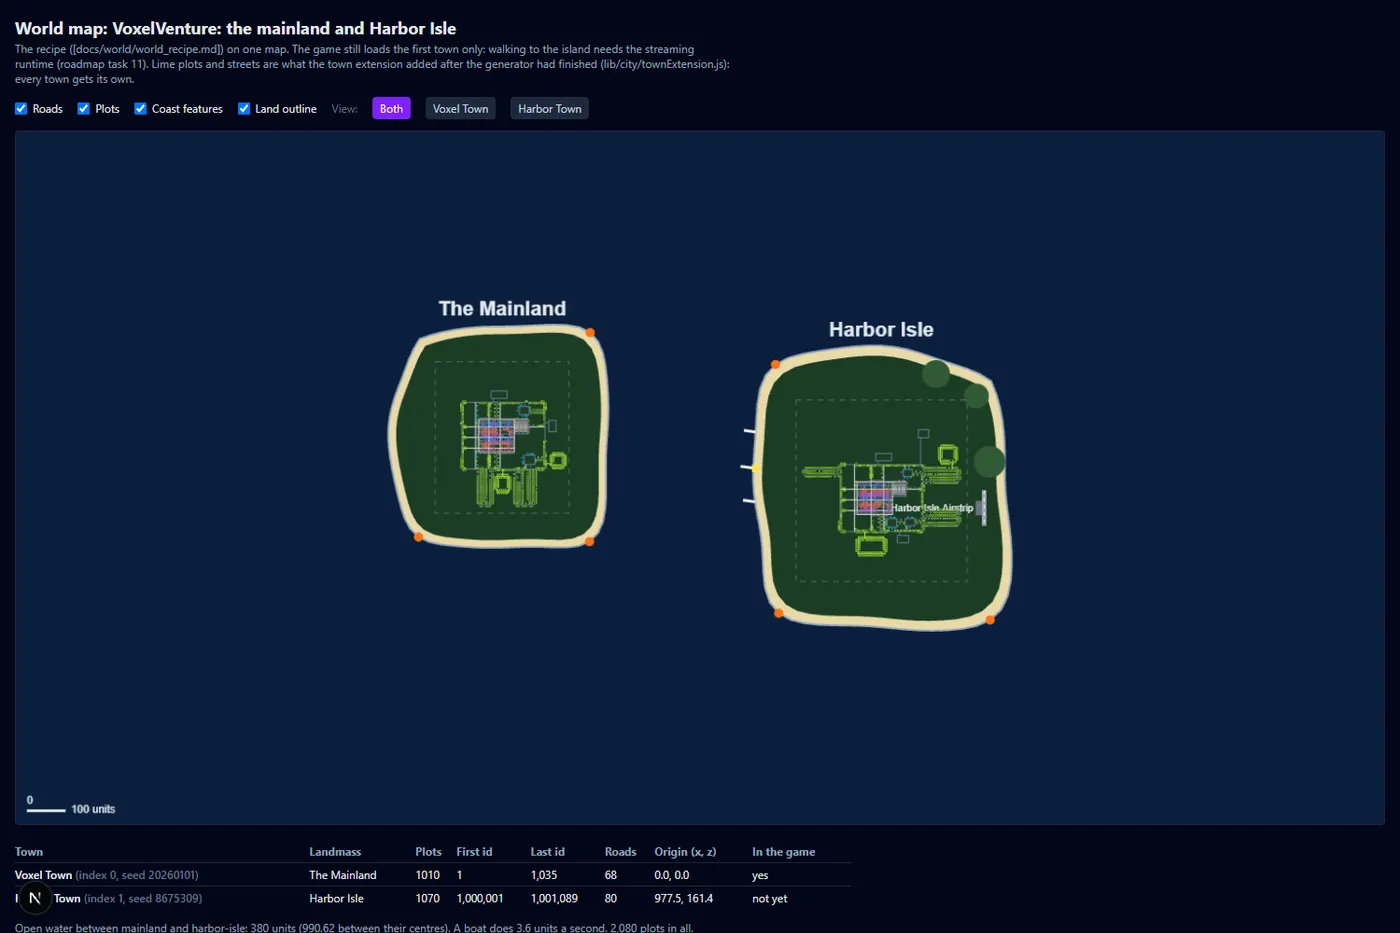 World map: VoxelVenture: the mainland and Harbor Isle
The recipe ([docs/world/world_recipe.md]) on one map. The game still loads the first town only: walking to the island needs the streaming
runtime (roadmap task 11). Lime plots and streets are what the town extension added after the generator had finished (lib/city/townExtension.js):
every town gets its own.
Roads Plots Coast features Land outline View: Both Voxel Town Harbor Town
The Mainland
Harbor Isle
Harbor Isle Airstrip
0
100 units
Town Landmass Plots First id Last id Roads Origin (x, z) In the game
Voxel Town (index 0, seed 20260101) The Mainland 1010 1 1,035 68 0.0, 0.0 yes
N Town (index 1, seed 8675309) Harbor Isle 1070 1,000,001 1,001,089 80 977.5, 161.4 not yet
Open water between mainland and harbor-isle: 380 units (990.62 between their centres). A boat does 3.6 units a second. 2,080 plots in all.